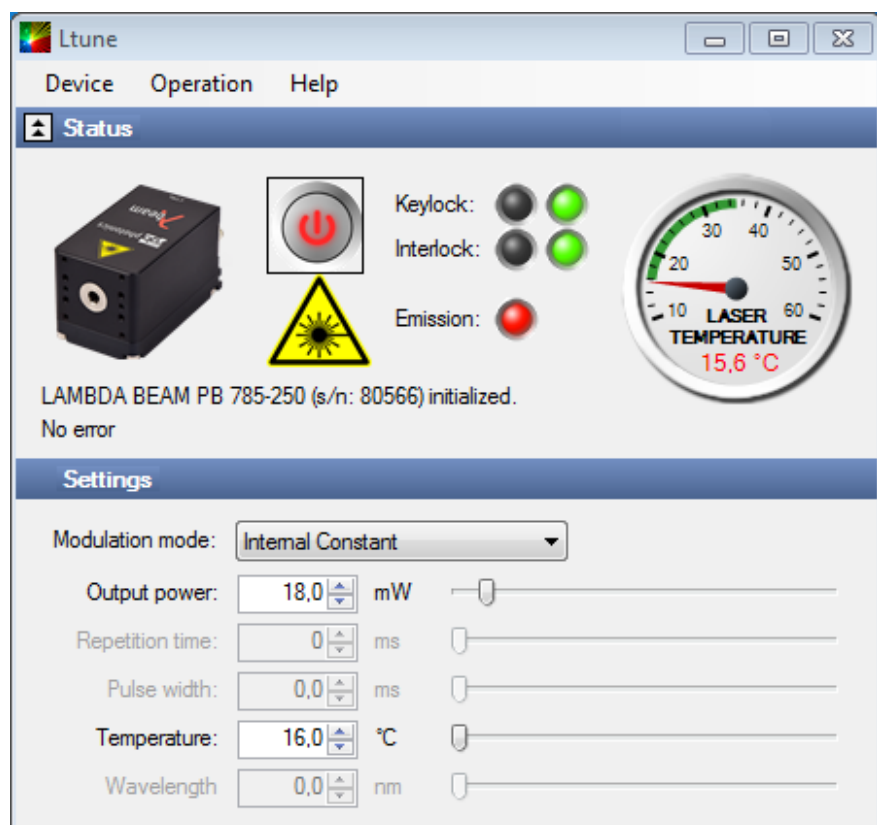 Ltune
Device Operation Help
Status
Keylock:
Interlock:
Emission:
10 20 30 40 50 60
LASER
TEMPERATURE
15,6 °C
LAMBDA BEAM PB 785-250 (s/n: 80566) initialized.
No error
Settings
Modulation mode: Internal Constant
Output power: 18,0 mW
Repetition time: 0 ms
Pulse width: 0,0 ms
Temperature: 16,0 °C
Wavelength 0,0 nm